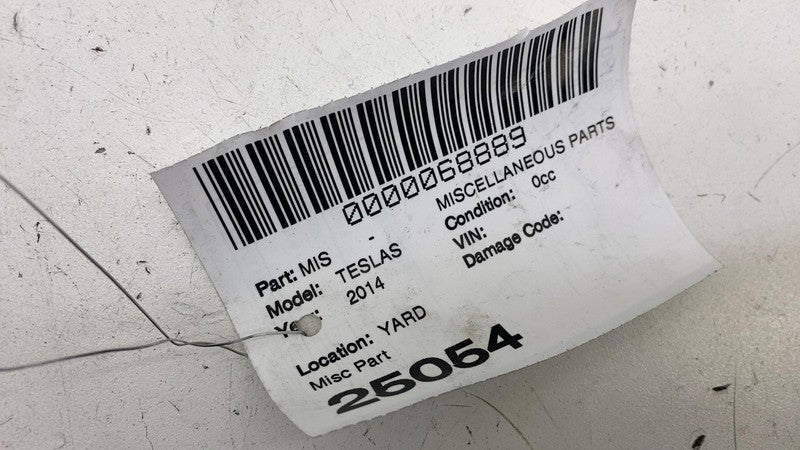 0000068889
Part: MIS - MISCELLANEOUS PARTS
Model: TESLAS Condition: 0cc
2014 VIN:
Damage Code:
Location: YARD
Misc Part
25054